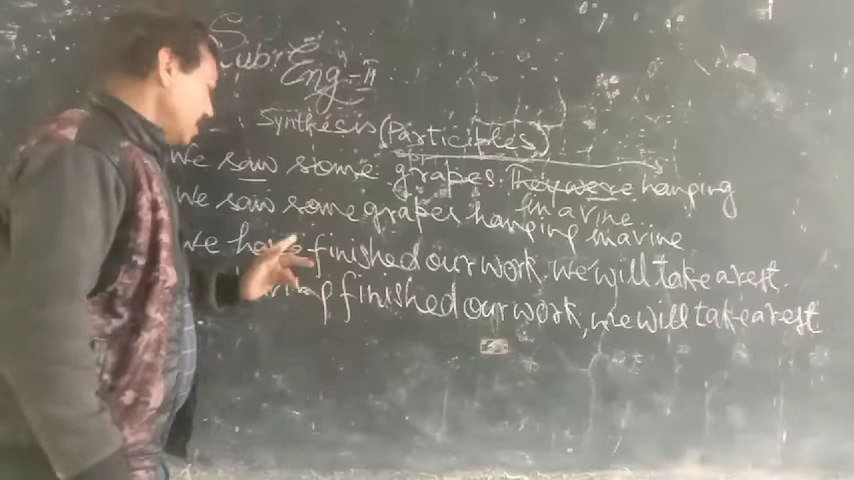 Sub: Eng-II
Synthesis (Participles)
We saw some grapes. They were hanging
in a vine.
We saw some grapes hanging in a vine
We have finished our work. we will take a rest.
Having finished our work, we will take a rest